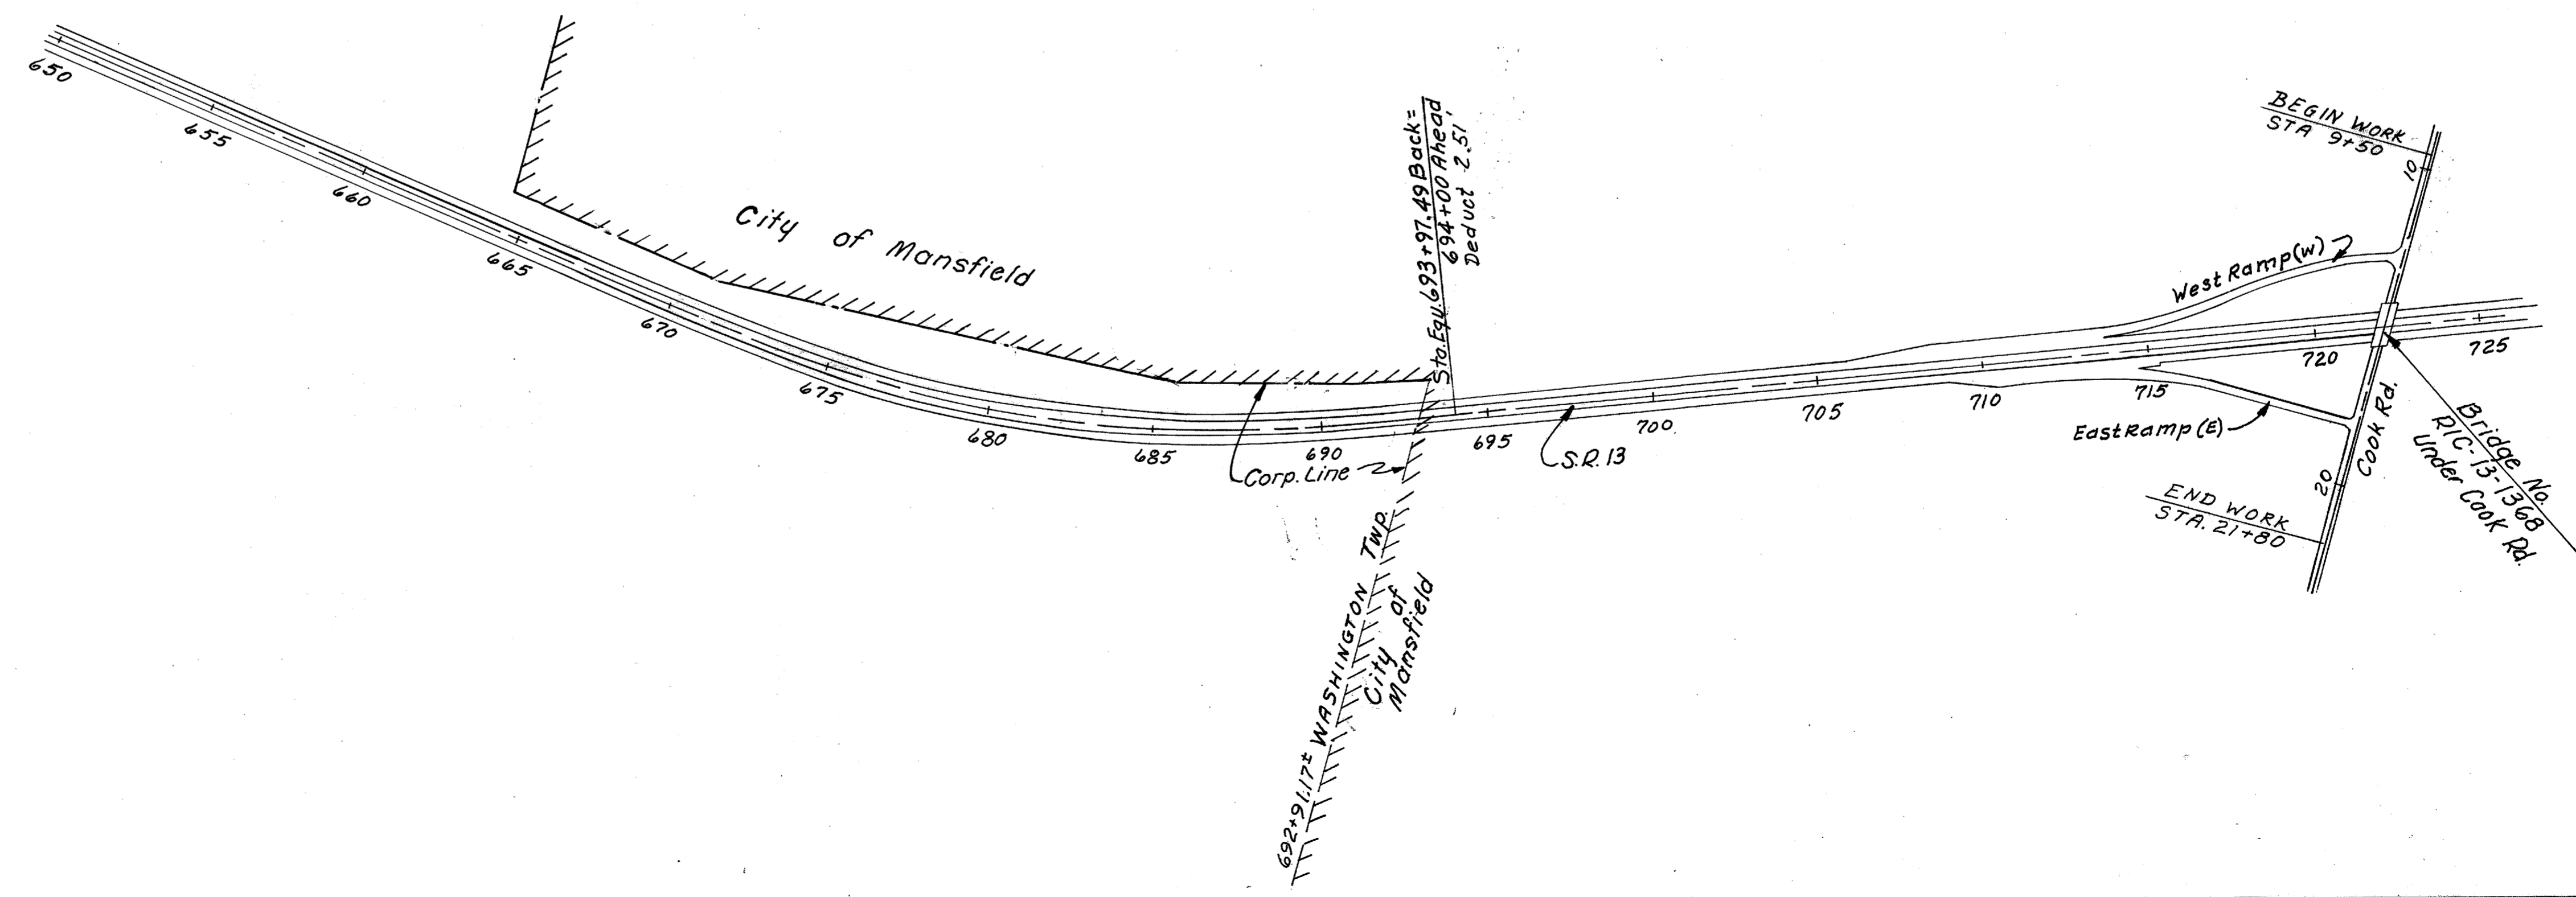 650
655
660
665
670
675
680
685
690
695
700
705
710
715
720
725
City of Mansfield
Sta. Equ. 693+97.49 Back=
694+00 Ahead
Deduct -2.51'
BEGIN WORK
STA 9+50
10
West Ramp (W)
East Ramp (E)
Cook Rd.
20
END WORK
STA. 21+80
Bridge No.
RIC-13-1368
Under Cook Rd.
S.R. 13
Corp. Line
692+91.17± WASHINGTON TWP.
City
of
Mansfield